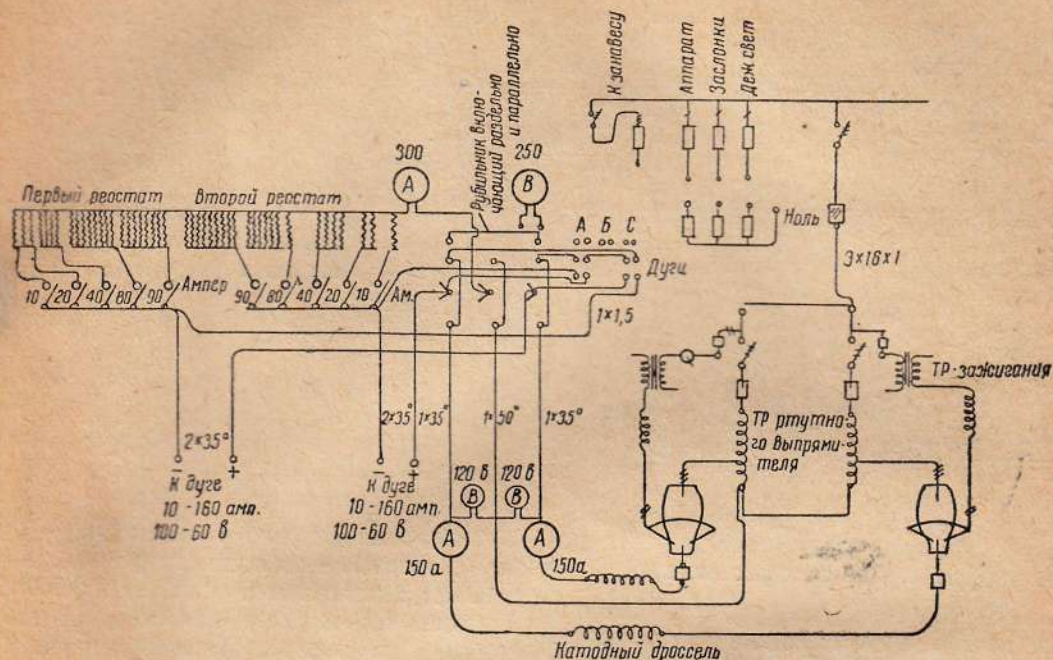 К занавесу
Аппарат
Заслонки
Деж свет
Рубильник вклю-
чающий раздельно
и параллельно
300
А
250
В
Первый реостат
Второй реостат
А Б С
Ноль
3×16×1
Дуги
10 20 40 80 90 Ампер
90 80 40 20 10 Ам.
1×1,5
ТР-зажигания
ТР ртутно-
го выпрями-
теля
2×35°
2×35°
1×35°
1×50°
1×35°
120 в
120 в
В
В
К дуге
10-160 амп.
100-60 в
К дуге
10-160 амп
100-60 в
А
150а
А
150а
Катодный дроссель